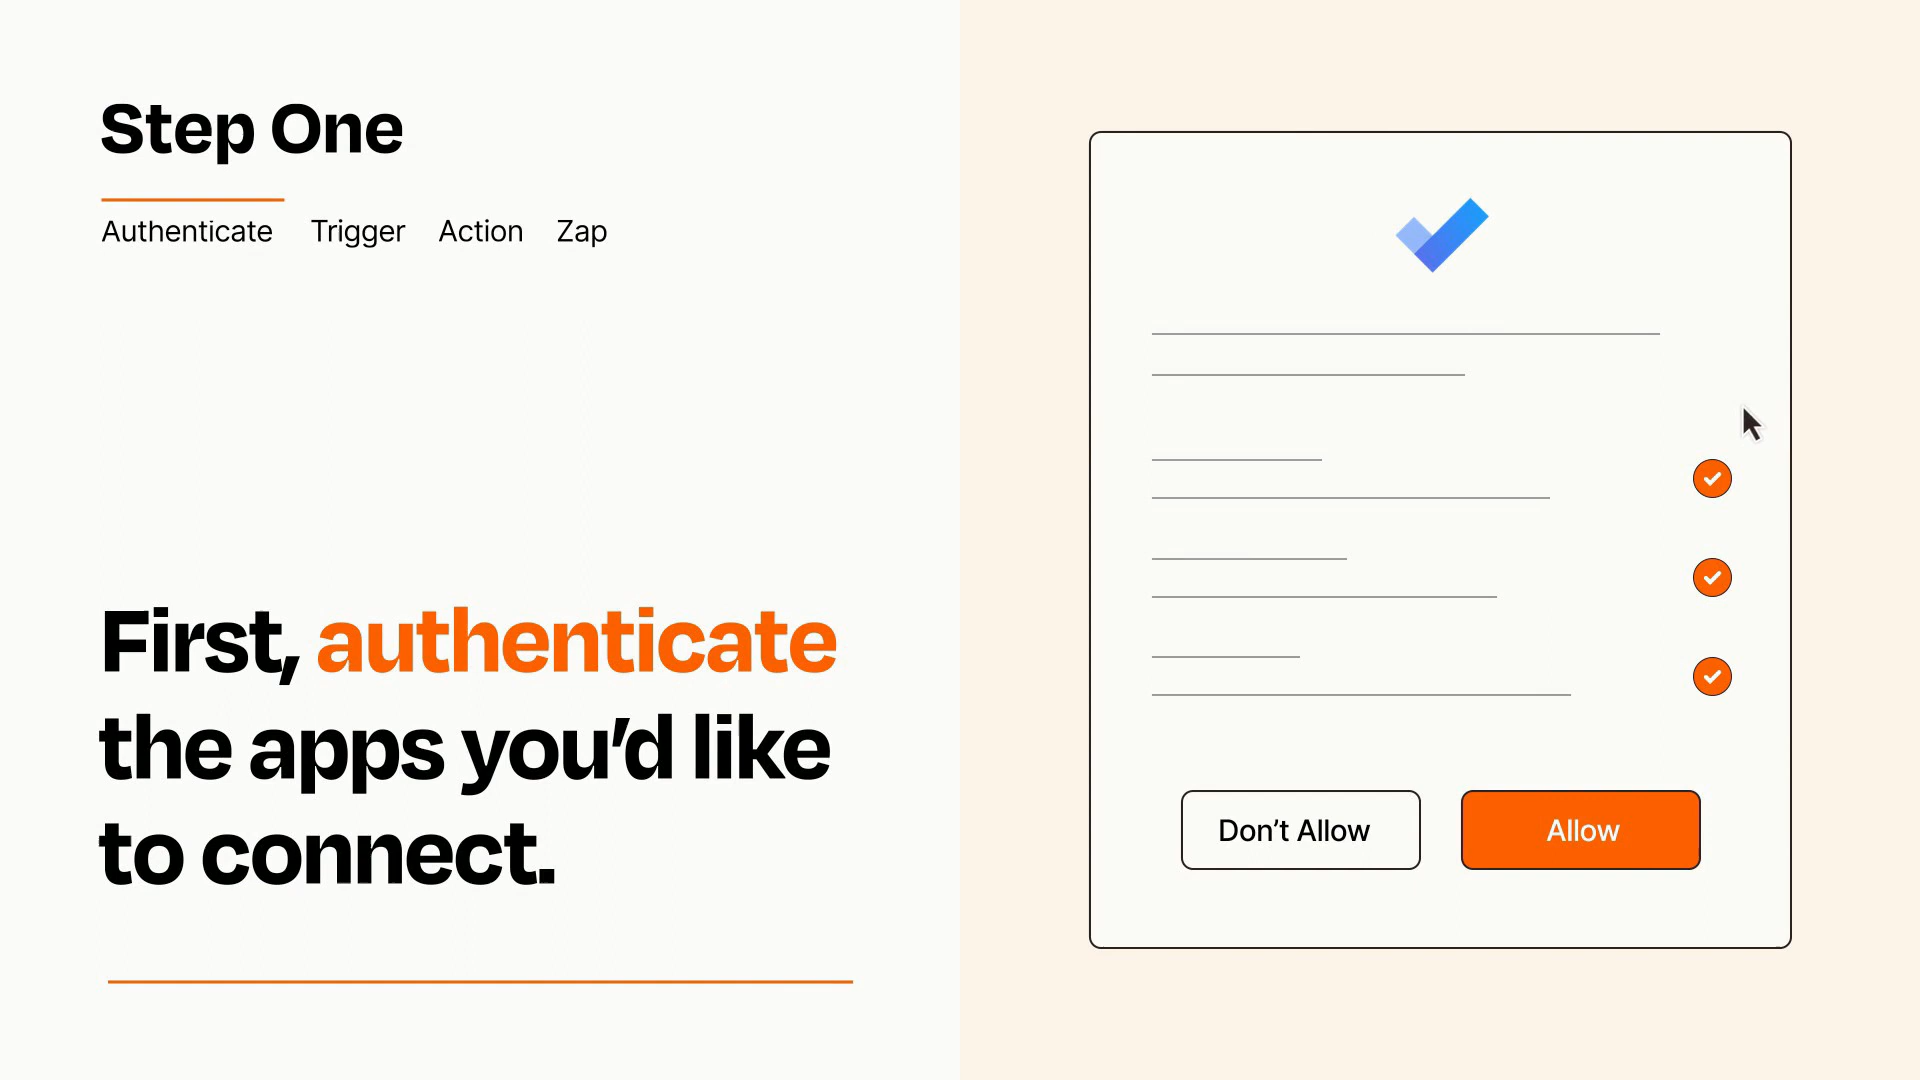 Step One
Authenticate Trigger Action Zap
First, authenticate
the apps you’d like
to connect.
Don’t Allow Allow